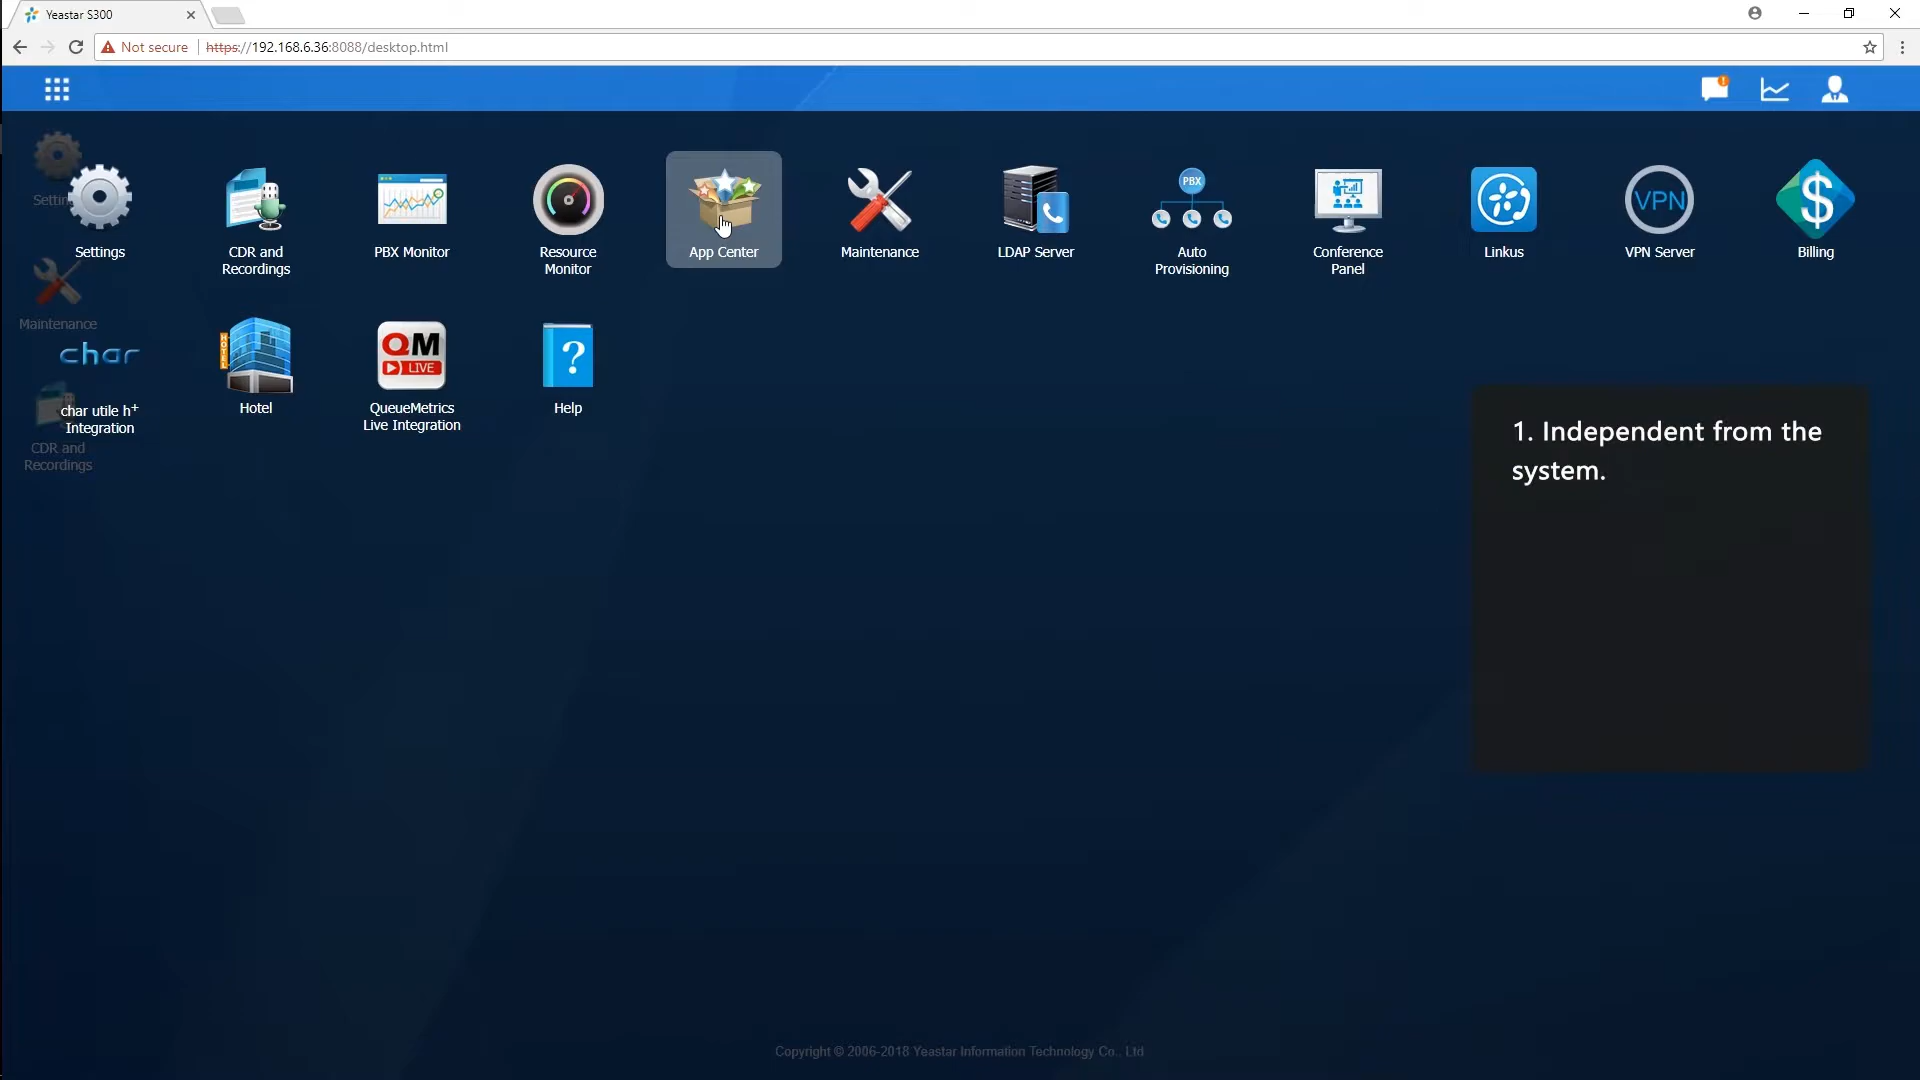 Yeastar S300
Not secure
https://192.168.6.36:8088/desktop.html
Settings
CDR and
Recordings
PBX Monitor
Resource
Monitor
App Center
Maintenance
LDAP Server
PBX
Auto
Provisioning
Conference
Panel
Linkus
VPN
VPN Server
$
Billing
Maintenance
char
char utile h⁺
Integration
HOTEL
Hotel
QM
LIVE
QueueMetrics
Live Integration
?
Help
CDR and
Recordings
1. Independent from the
system.
Copyright © 2006-2018 Yeastar Information Technology Co., Ltd